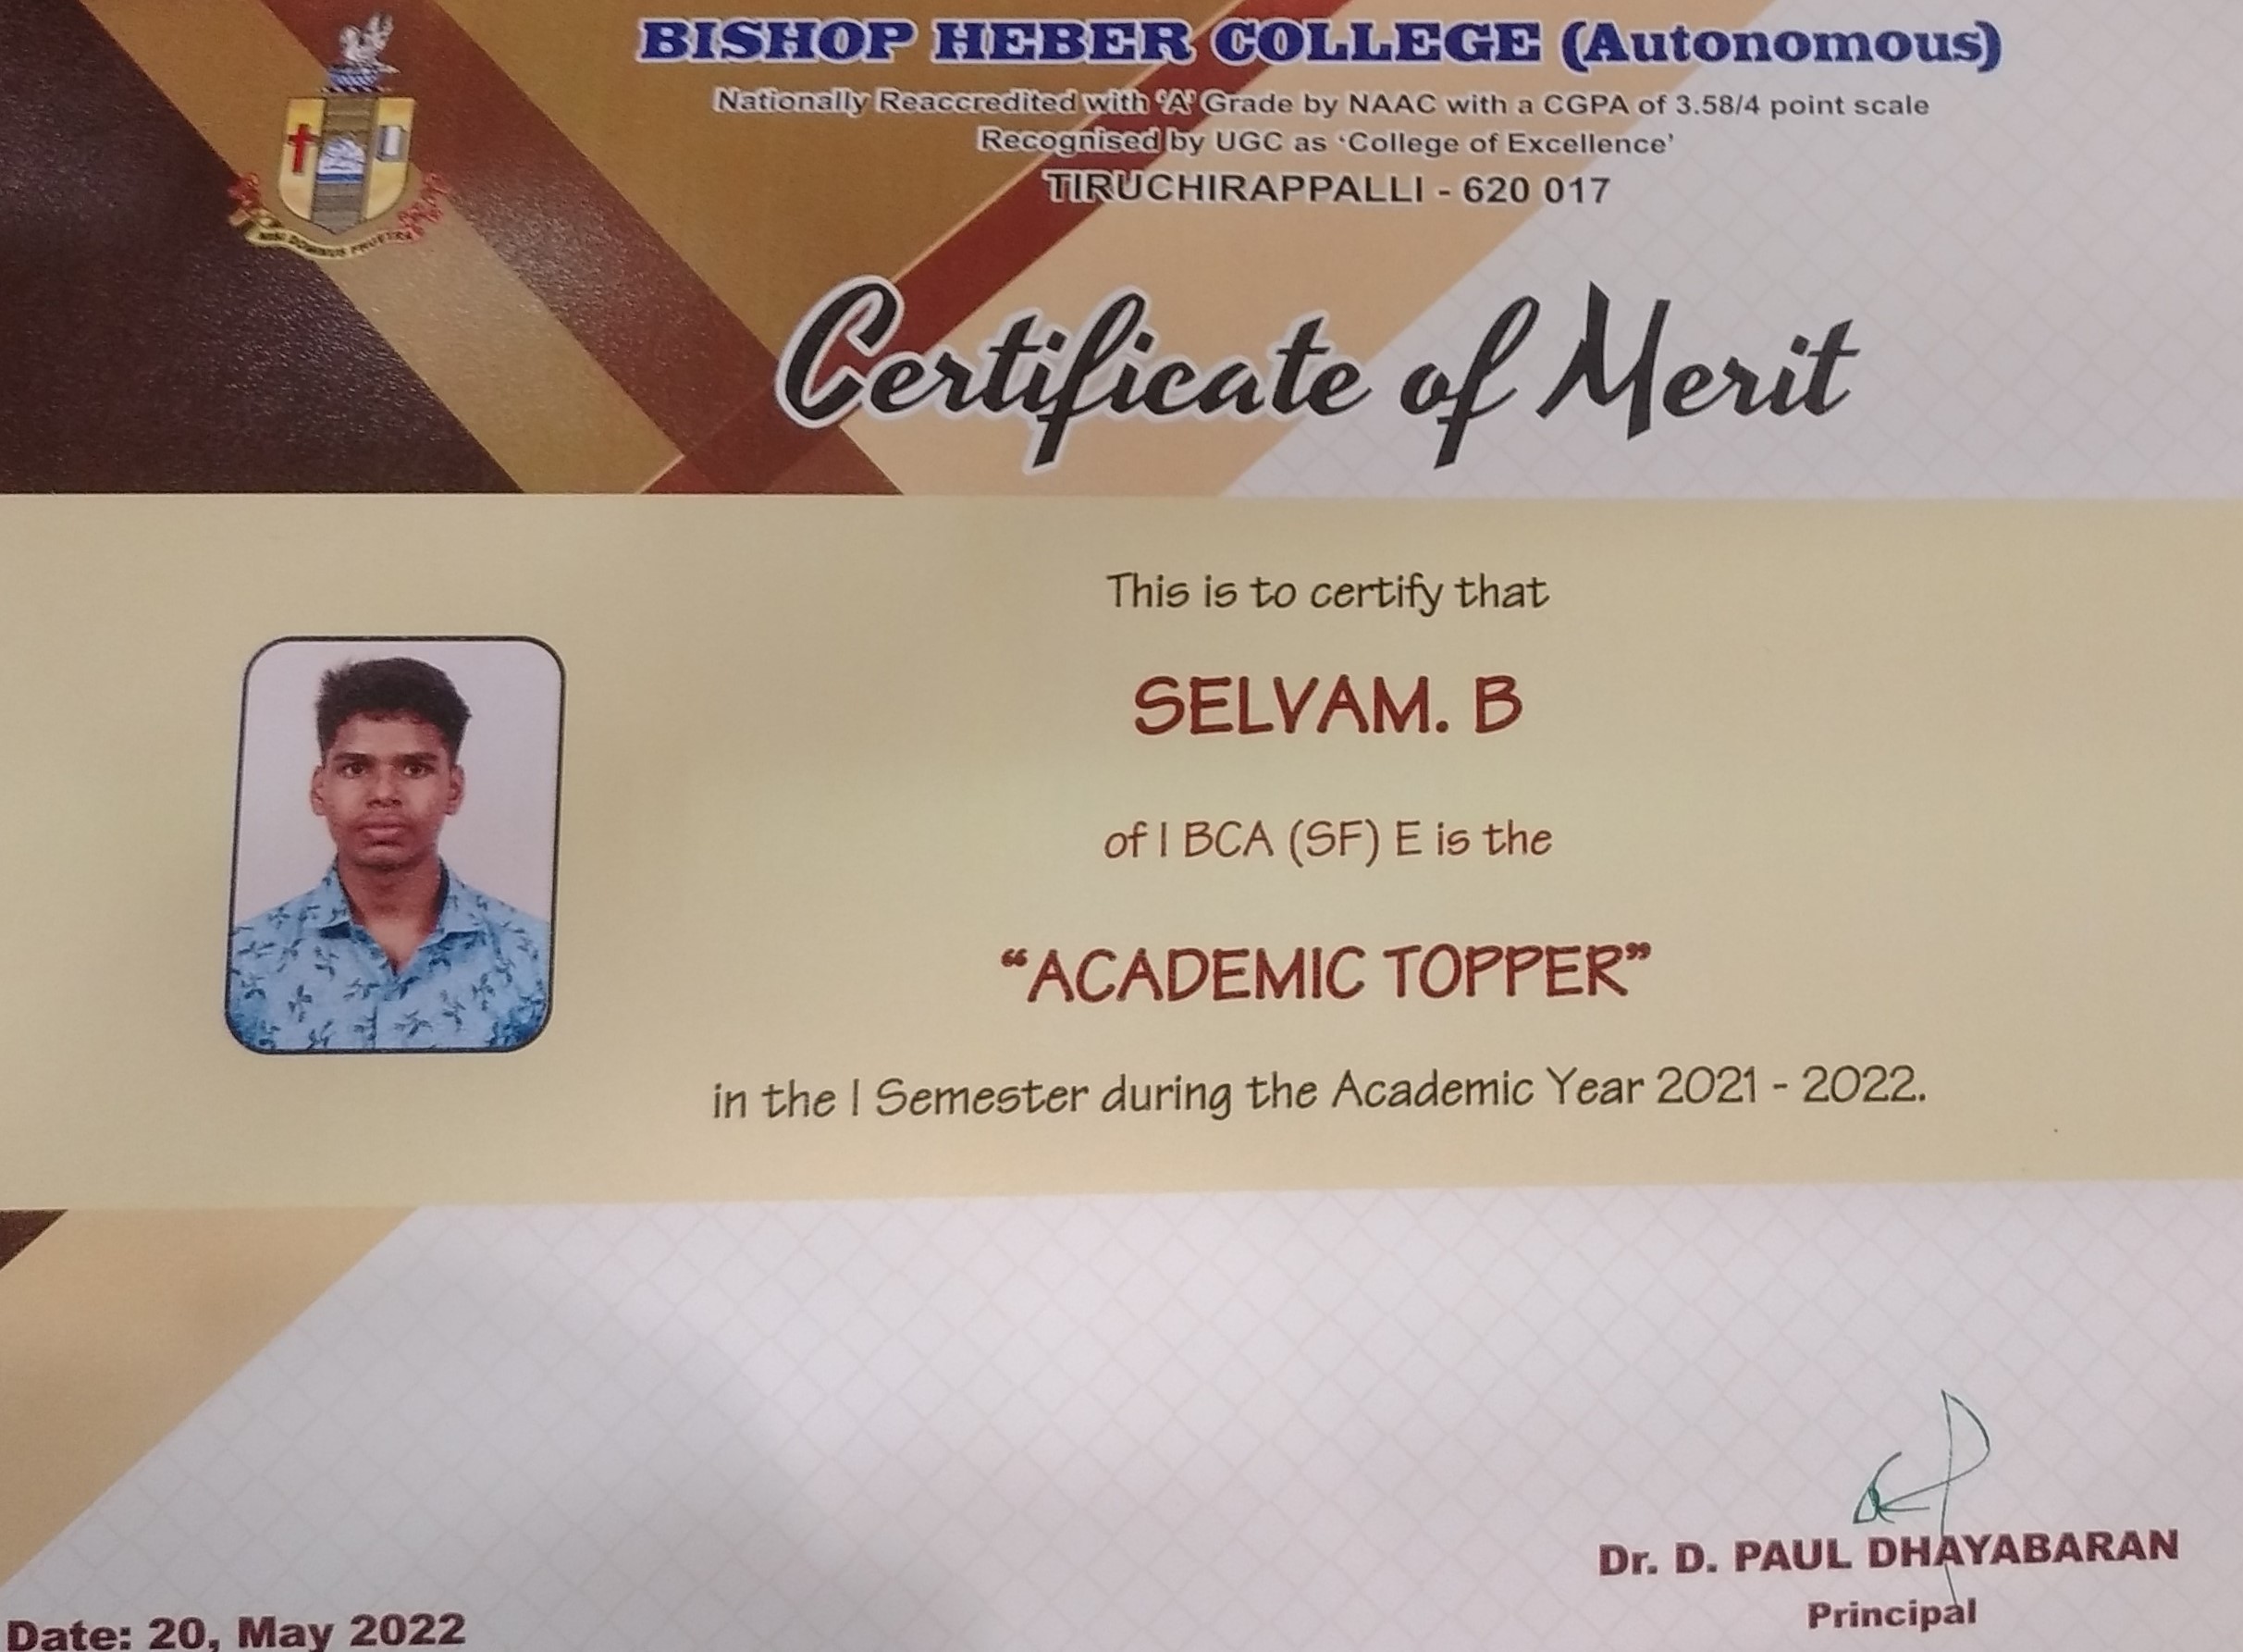 BISHOP HEBER COLLEGE (Autonomous)
Nationally Reaccredited with ‘A’ Grade by NAAC with a CGPA of 3.58/4 point scale
Recognised by UGC as ‘College of Excellence’
TIRUCHIRAPPALLI - 620 017
NISI DOMINUS FRUSTRA
Certificate of Merit
This is to certify that
SELVAM. B
of I BCA (SF) E is the
“ACADEMIC TOPPER”
in the I Semester during the Academic Year 2021 - 2022.
Dr. D. PAUL DHAYABARAN
Principal
Date: 20, May 2022